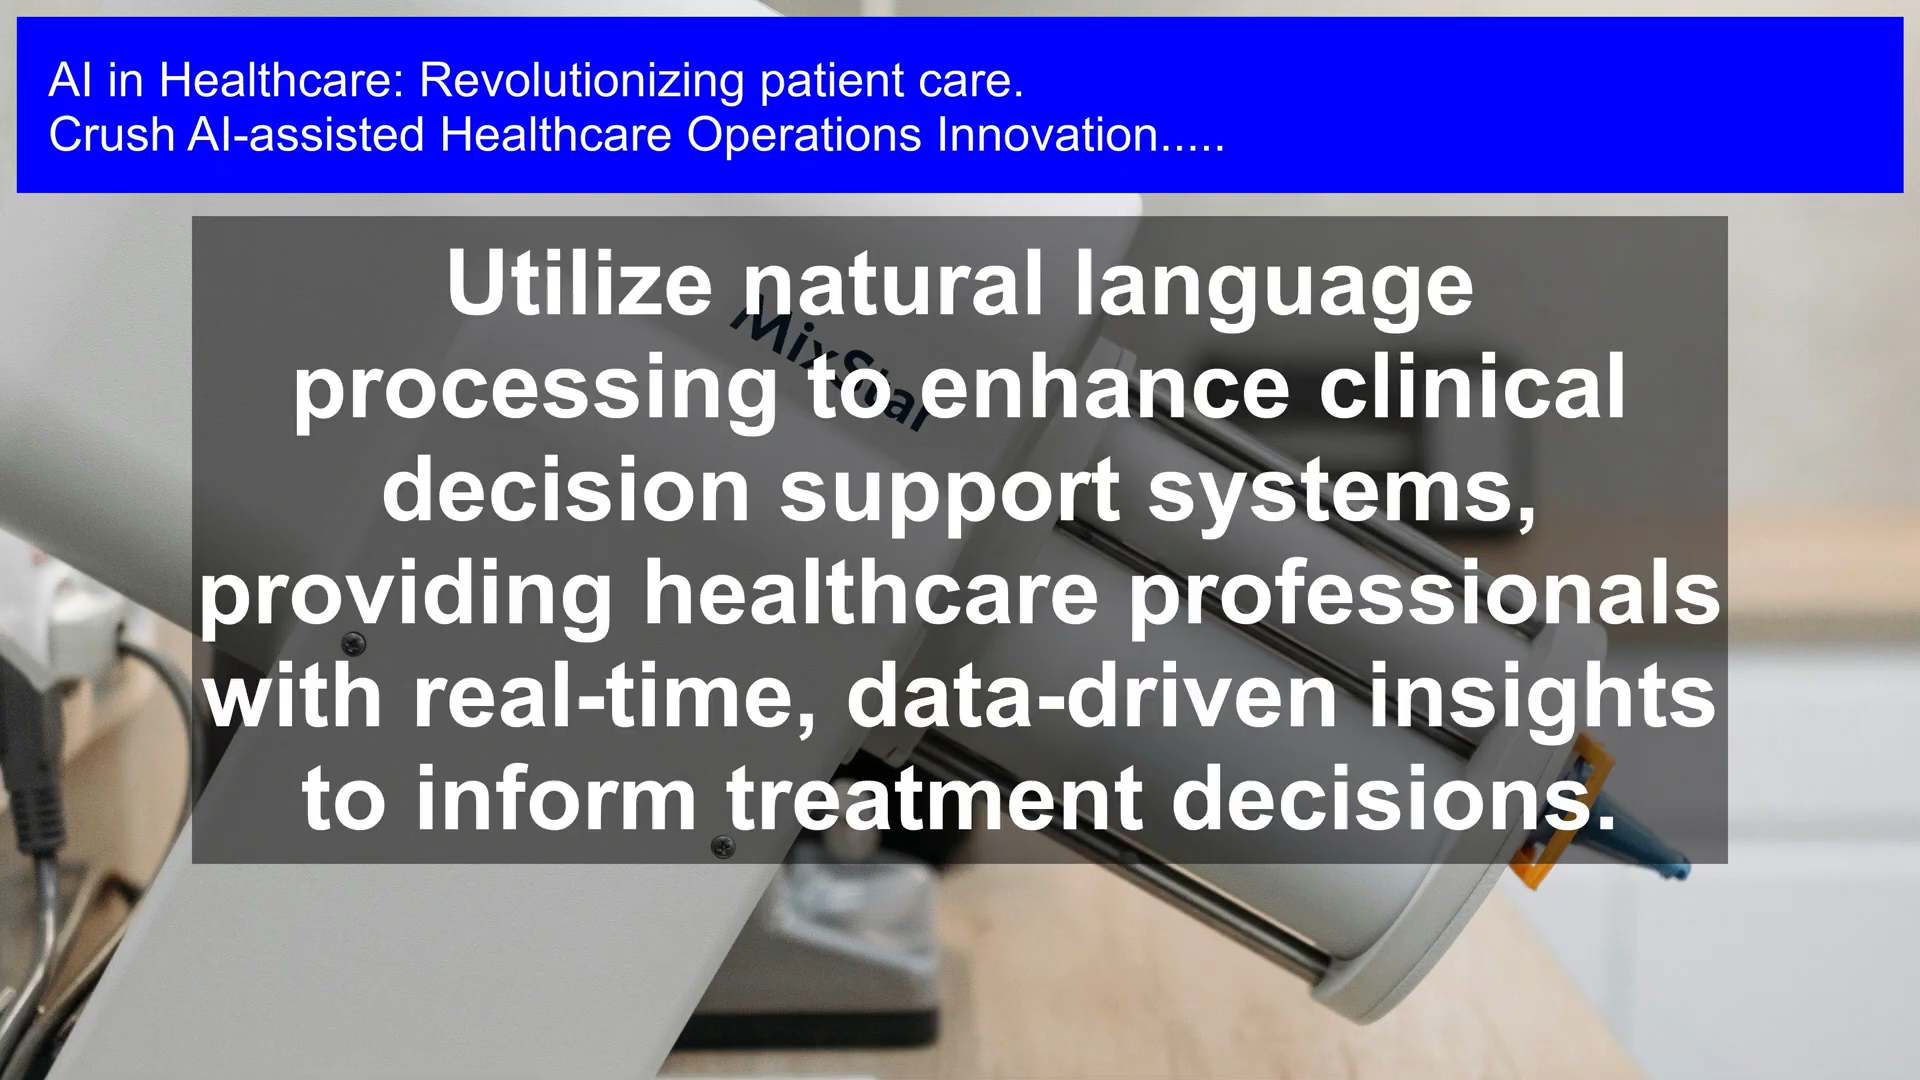 AI in Healthcare: Revolutionizing patient care.
Crush AI-assisted Healthcare Operations Innovation.....
Utilize natural language
MixStar
processing to enhance clinical
decision support systems,
providing healthcare professionals
with real-time, data-driven insights
to inform treatment decisions.